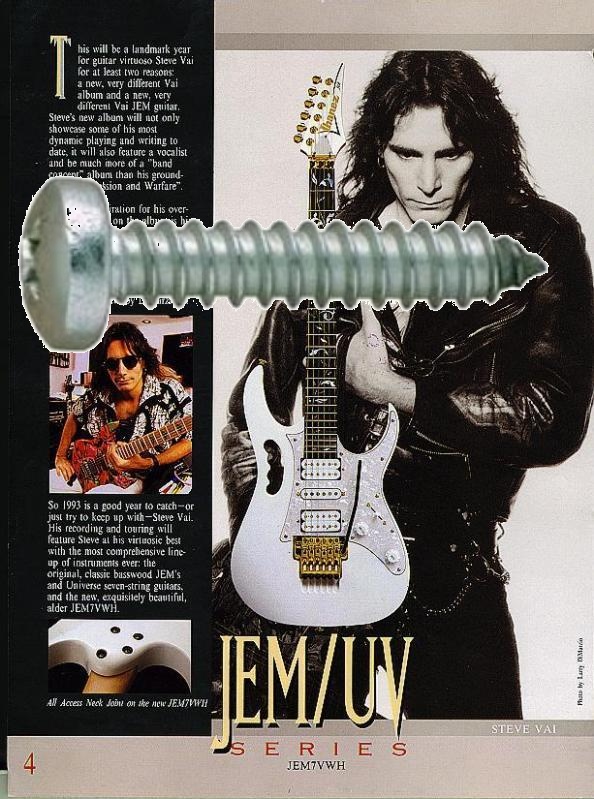 This will be a landmark year
for guitar virtuoso Steve Vai
for at least two reasons:
a new, very different Vai
album and a new, very
different Vai JEM guitar.
Steve's new album will not only
showcase some of his most
dynamic playing and writing to
date, it will also feature a vocalist
and be much more of a "band
concept" album than his ground-
sion and Warfare".
ration for his over-
on the album is his
Ibanez
So 1993 is a good year to catch—or
just try to keep up with—Steve Vai.
His recording and touring will
feature Steve at his virtuosic best
with the most comprehensive line-
up of instruments ever: the
original, classic basswood JEM's
and Universe seven-string guitars,
and the new, exquisitely beautiful,
alder JEM7VWH.
All Access Neck Joint on the new JEM7VWH
JEM/UV
SERIES
JEM7VWH
STEVE VAI
Photo by Larry DiMarzio
4